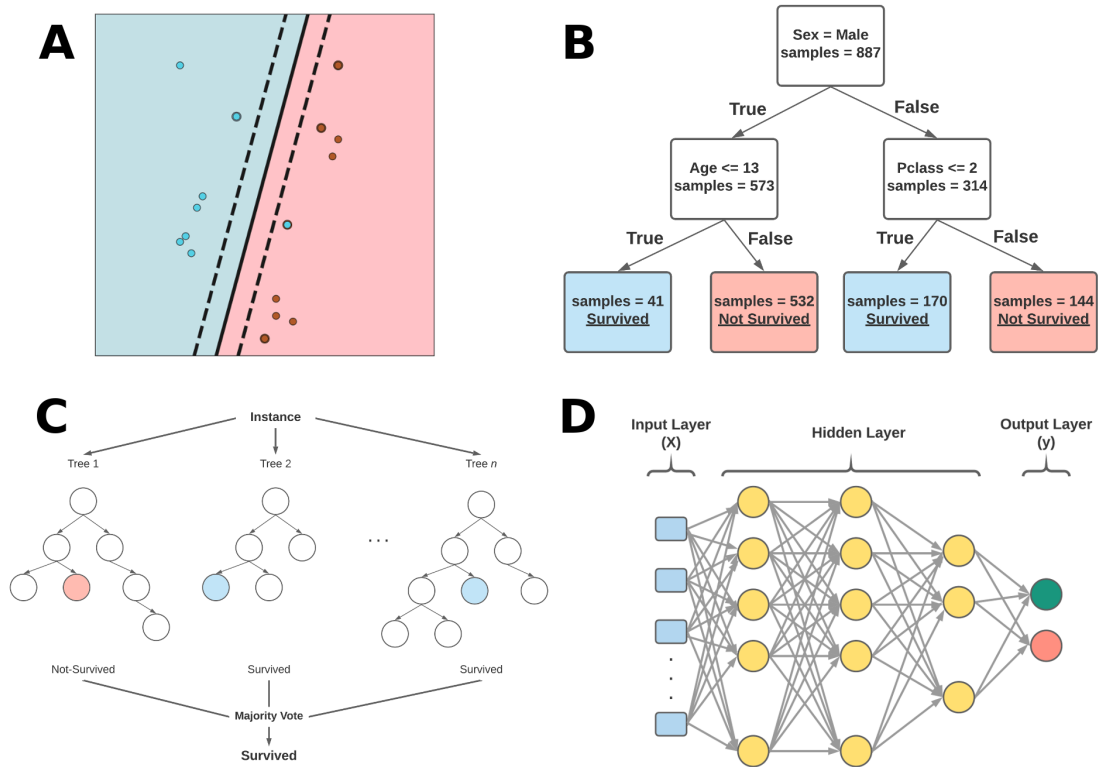 A
B
Sex = Male
samples = 887
True
False
Age <= 13
samples = 573
Pclass <= 2
samples = 314
True
False
True
False
samples = 41
Survived
samples = 532
Not Survived
samples = 170
Survived
samples = 144
Not Survived
C
Instance
Tree 1
Tree 2
Tree n
...
Not-Survived
Survived
Survived
Majority Vote
Survived
D
Input Layer
(X)
Hidden Layer
Output Layer
(y)